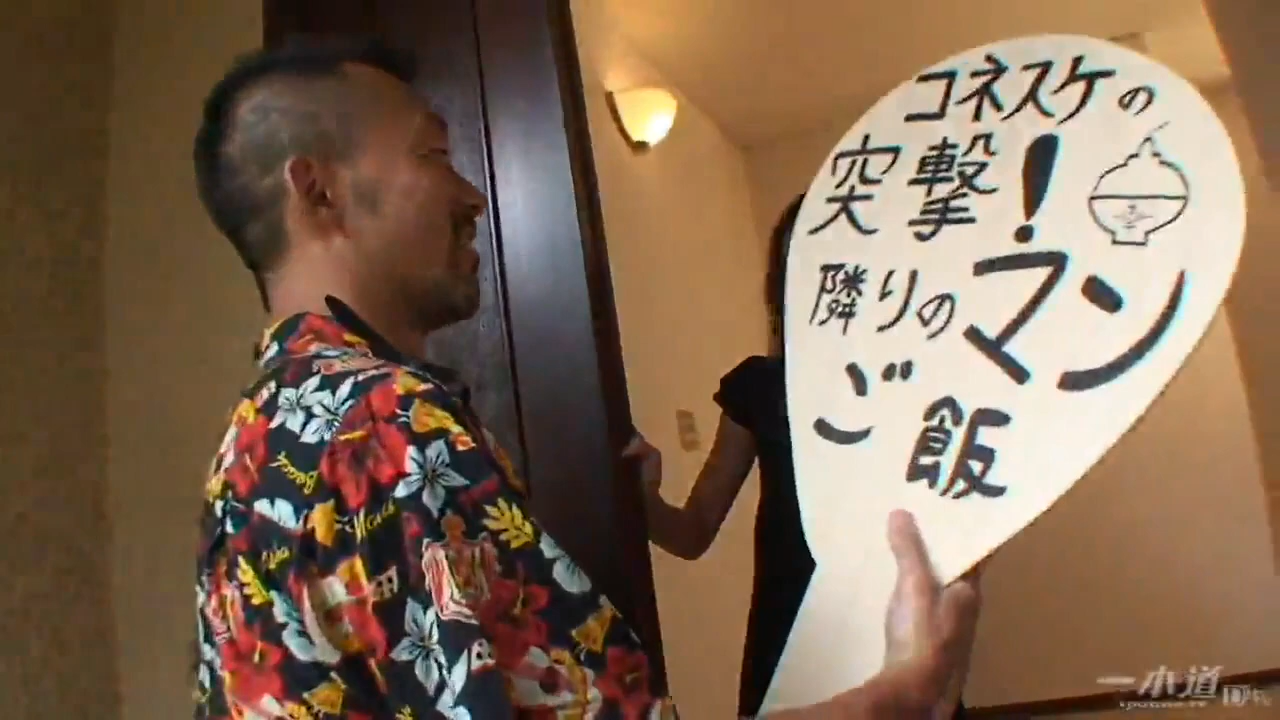 コネスケの
突撃!
隣りのマン
ご飯
一本道